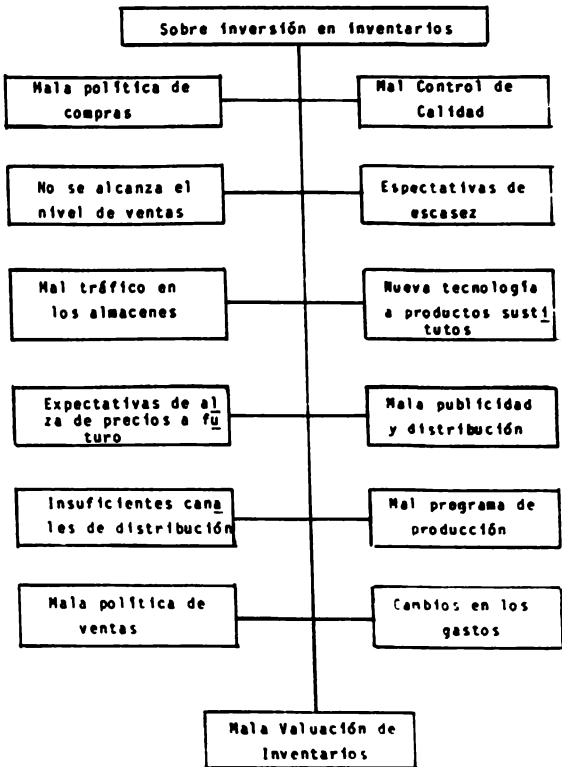 Sobre inversión en inventarios
Mala política de
compras
Mal Control de
Calidad
No se alcanza el
nivel de ventas
Espectativas de
escasez
Mal tráfico en
los almacenes
Nueva tecnología
a productos susti
tutos
Expectativas de al
za de precios a fu
turo
Mala publicidad
y distribución
Insuficientes cana
les de distribución
Mal programa de
producción
Mala política de
ventas
Cambios en los
gastos
Mala Valuación de
Inventarios